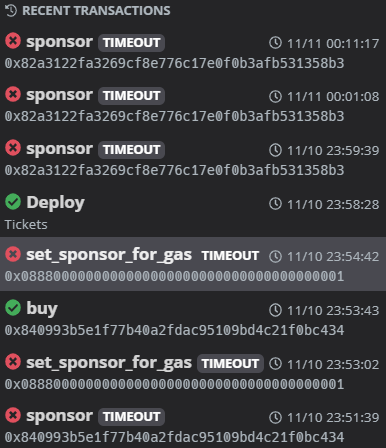 RECENT TRANSACTIONS
sponsor TIMEOUT 11/11 00:11:17
0x82a3122fa3269cf8e776c17e0f0b3afb531358b3
sponsor TIMEOUT 11/11 00:01:08
0x82a3122fa3269cf8e776c17e0f0b3afb531358b3
sponsor TIMEOUT 11/10 23:59:39
0x82a3122fa3269cf8e776c17e0f0b3afb531358b3
Deploy 11/10 23:58:28
Tickets
set_sponsor_for_gas TIMEOUT 11/10 23:54:42
0x0888000000000000000000000000000000000001
buy 11/10 23:53:43
0x840993b5e1f77b40a2fdac95109bd4c21f0bc434
set_sponsor_for_gas TIMEOUT 11/10 23:53:02
0x0888000000000000000000000000000000000001
sponsor TIMEOUT 11/10 23:51:39
0x840993b5e1f77b40a2fdac95109bd4c21f0bc434